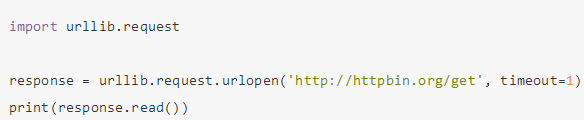 import urllib.request
response = urllib.request.urlopen('http://httpbin.org/get', timeout=1)
print(response.read())